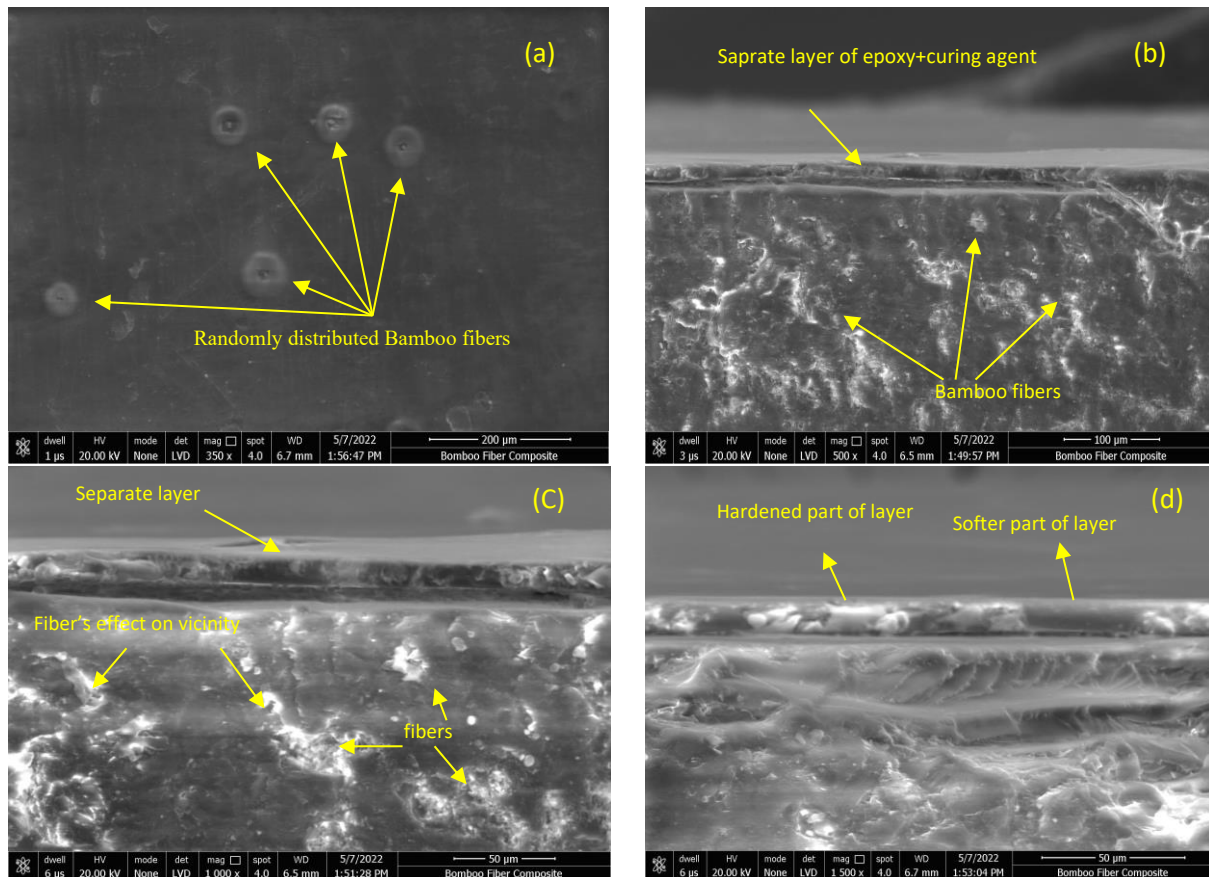 (a)
Randomly distributed Bamboo fibers
dwell HV mode det mag spot WD 5/7/2022 200 µm
1 µs 20.00 kV None LVD 350 x 4.0 6.7 mm 1:56:47 PM Bomboo Fiber Composite
Saprate layer of epoxy+curing agent (b)
Bamboo fibers
dwell HV mode det mag spot WD 5/7/2022 100 µm
3 µs 20.00 kV None LVD 500 x 4.0 6.5 mm 1:49:57 PM Bomboo Fiber Composite
Separate layer (C)
Fiber's effect on vicinity
fibers
dwell HV mode det mag spot WD 5/7/2022 50 µm
6 µs 20.00 kV None LVD 1 000 x 4.0 6.5 mm 1:51:28 PM Bomboo Fiber Composite
(d)
Hardened part of layer
Softer part of layer
dwell HV mode det mag spot WD 5/7/2022 50 µm
6 µs 20.00 kV None LVD 1 500 x 4.0 6.5 mm 1:53:04 PM Bomboo Fiber Composite